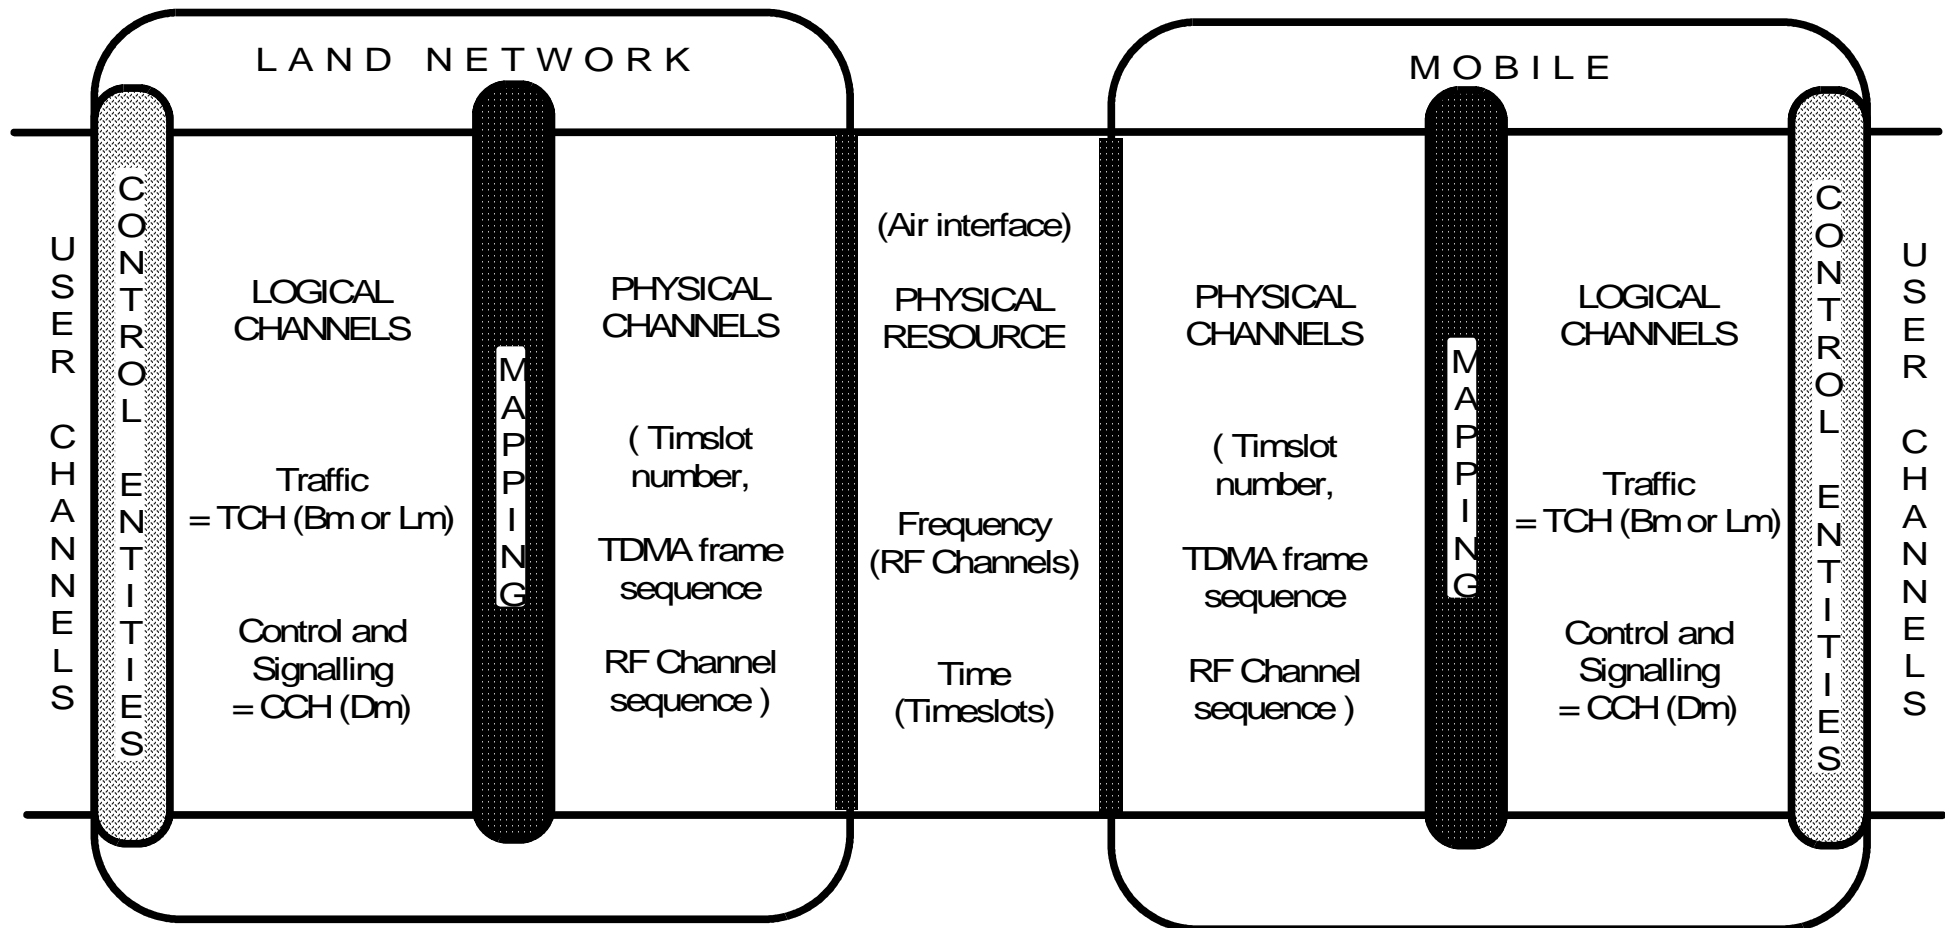 LAND NETWORK
MOBILE
USER CHANNELS
CONTROL ENTITIES
LOGICAL
CHANNELS
Traffic
= TCH (Bm or Lm)
Control and
Signalling
= CCH (Dm)
MAPPING
PHYSICAL
CHANNELS
( Timslot
number,
TDMA frame
sequence
RF Channel
sequence )
(Air interface)
PHYSICAL
RESOURCE
Frequency
(RF Channels)
Time
(Timeslots)
PHYSICAL
CHANNELS
( Timslot
number,
TDMA frame
sequence
RF Channel
sequence )
MAPPING
LOGICAL
CHANNELS
Traffic
= TCH (Bm or Lm)
Control and
Signalling
= CCH (Dm)
CONTROL ENTITIES
USER CHANNELS